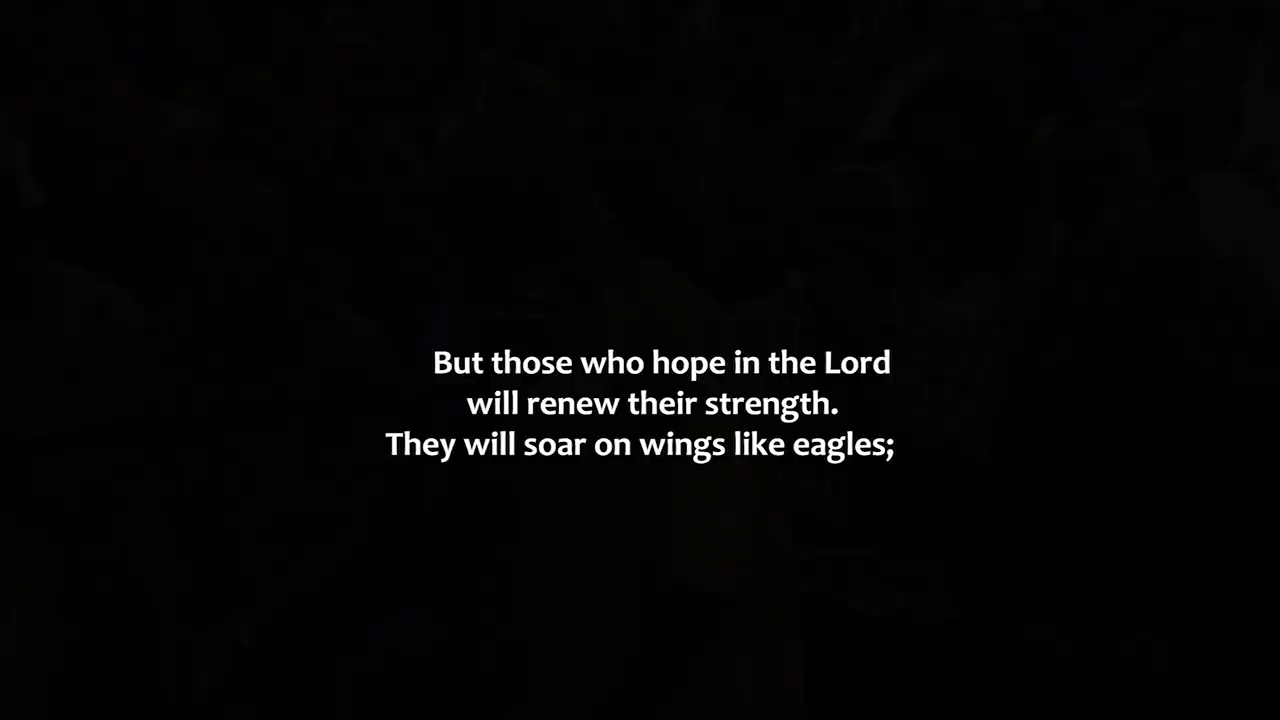 But those who hope in the Lord
will renew their strength.
They will soar on wings like eagles;